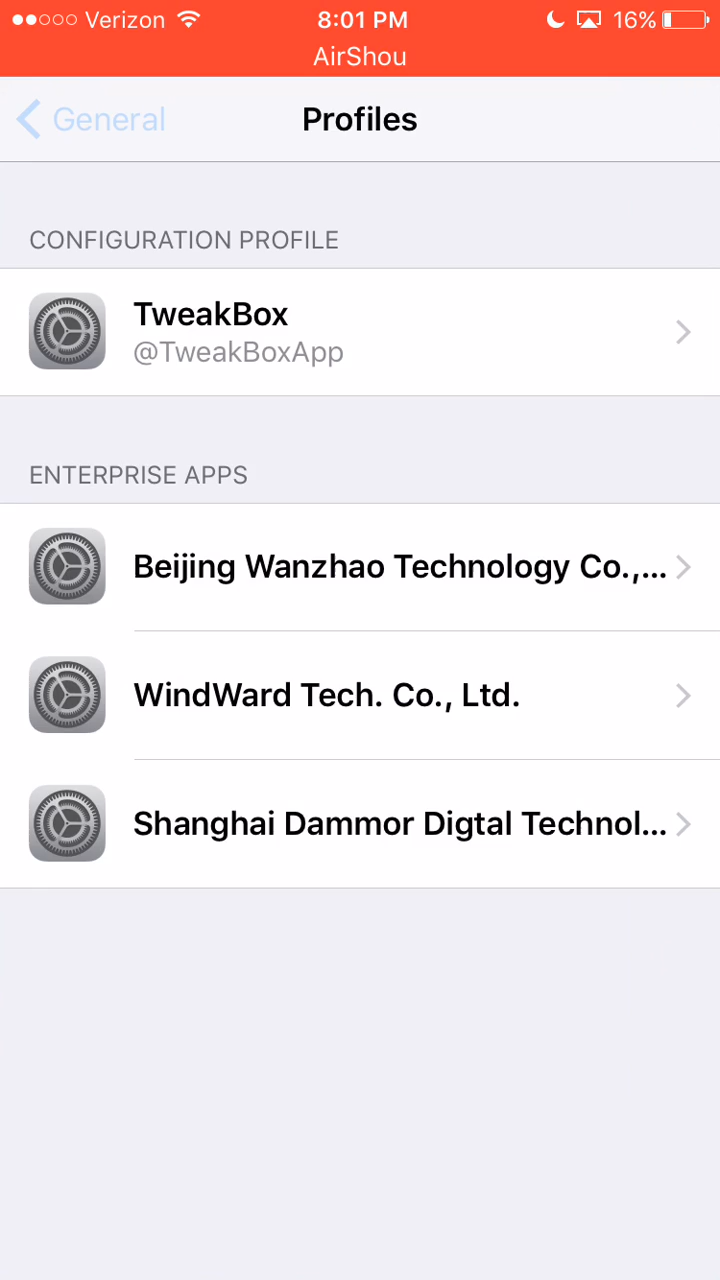 Verizon 8:01 PM 16%
AirShou
General Profiles
CONFIGURATION PROFILE
TweakBox
@TweakBoxApp
ENTERPRISE APPS
Beijing Wanzhao Technology Co.,...
WindWard Tech. Co., Ltd.
Shanghai Dammor Digtal Technol...